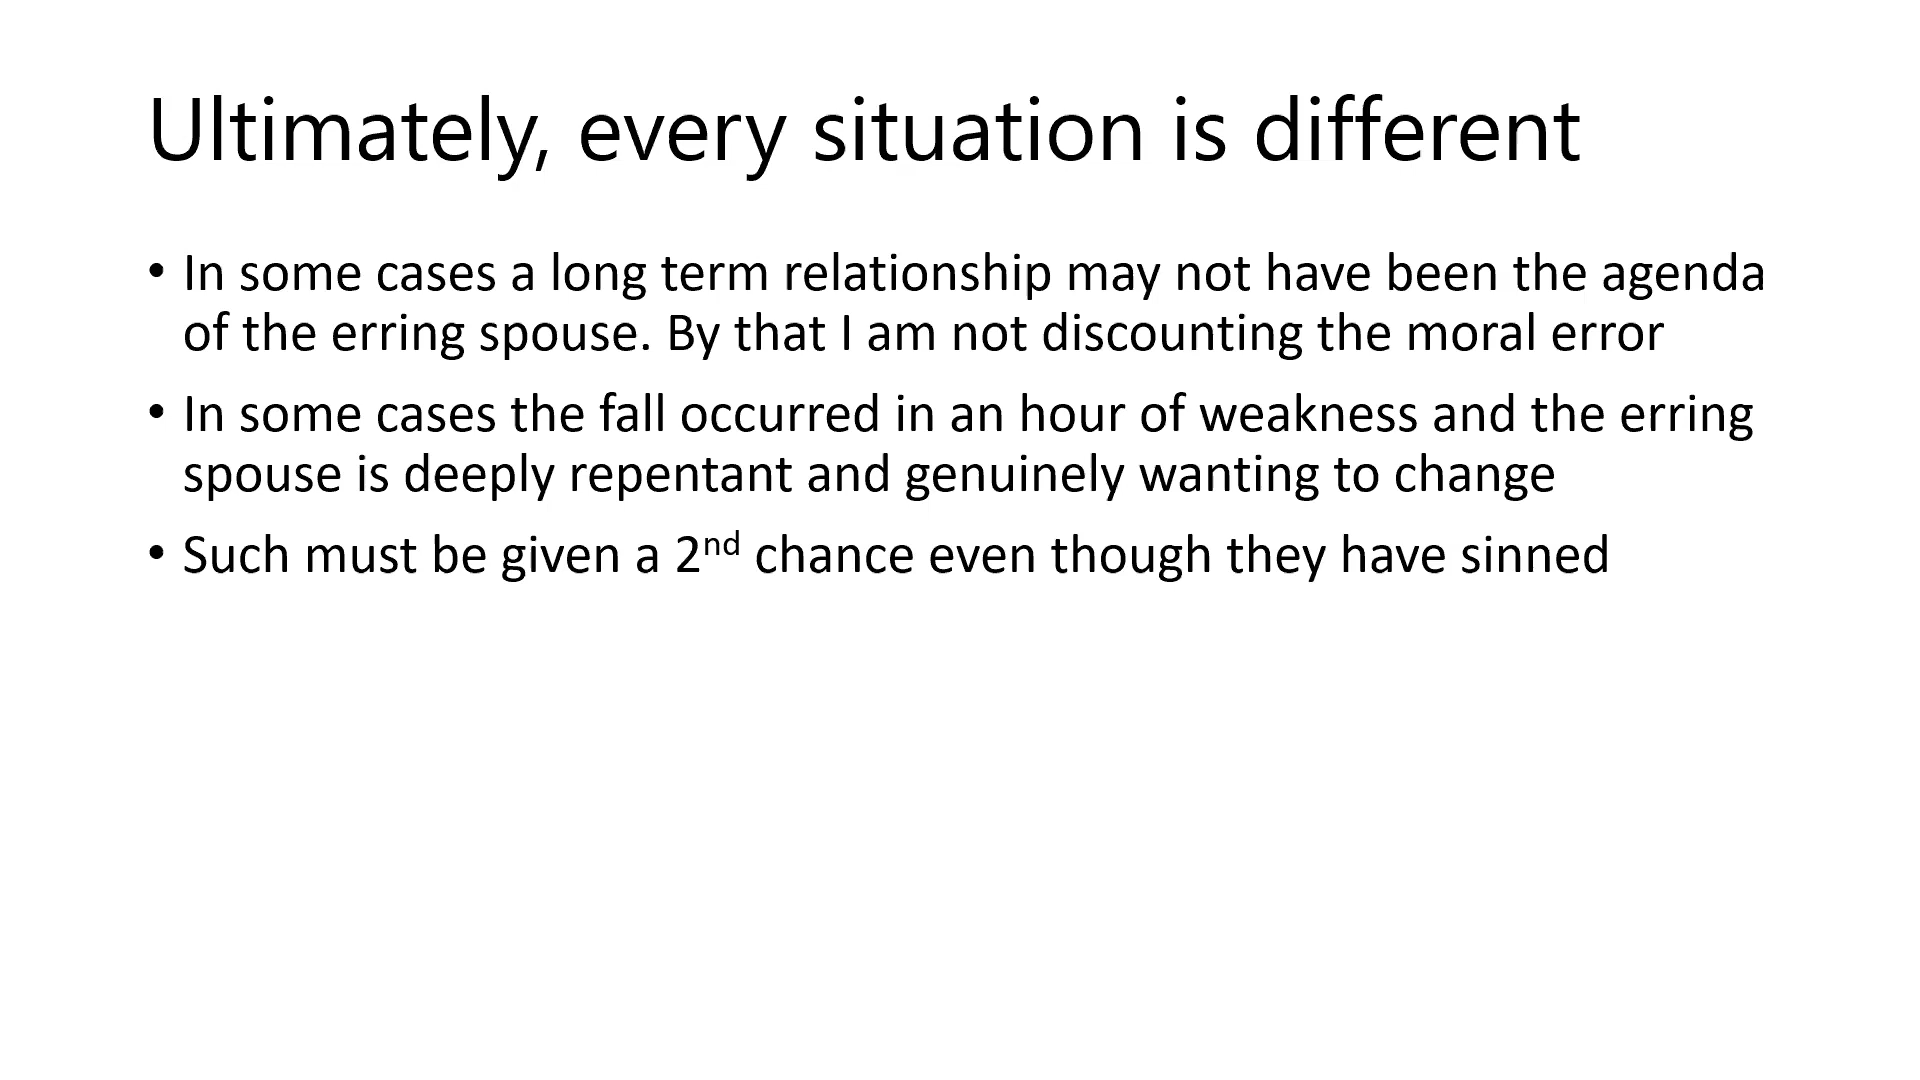 Ultimately, every situation is different
• In some cases a long term relationship may not have been the agenda
of the erring spouse. By that I am not discounting the moral error
• In some cases the fall occurred in an hour of weakness and the erring
spouse is deeply repentant and genuinely wanting to change
• Such must be given a 2nd chance even though they have sinned